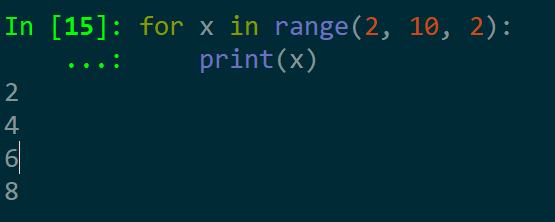 In [15]: for x in range(2, 10, 2):
    ...:     print(x)
2
4
6
8